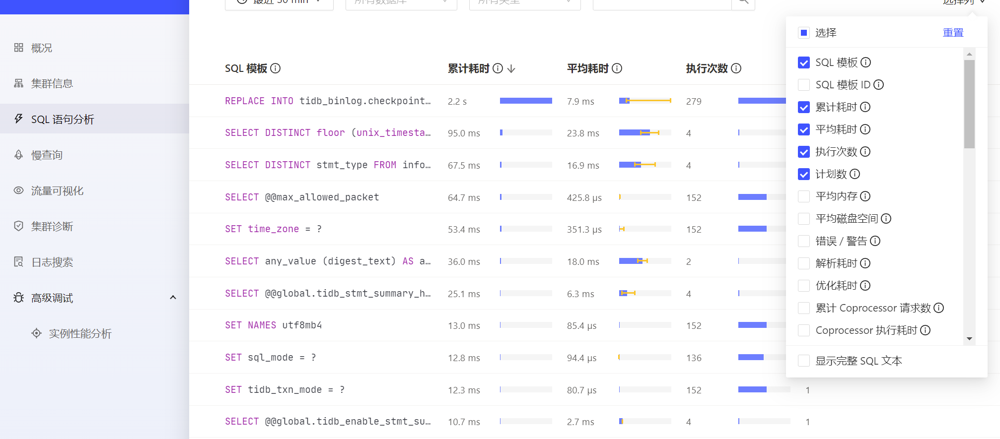 最近 30 min
所有数据库
所有类型
选择列
概况
集群信息
SQL 语句分析
慢查询
流量可视化
集群诊断
日志搜索
高级调试
实例性能分析
SQL 模板 累计耗时 平均耗时 执行次数
REPLACE INTO tidb_binlog.checkpoint… 2.2 s 7.9 ms 279
SELECT DISTINCT floor (unix_timesta… 95.0 ms 23.8 ms 4
SELECT DISTINCT stmt_type FROM info… 67.5 ms 16.9 ms 4
SELECT @@max_allowed_packet 64.7 ms 425.8 μs 152
SET time_zone = ? 53.4 ms 351.3 μs 152
SELECT any_value (digest_text) AS a… 36.0 ms 18.0 ms 2
SELECT @@global.tidb_stmt_summary_h… 25.1 ms 6.3 ms 4
SET NAMES utf8mb4 13.0 ms 85.4 μs 152
SET sql_mode = ? 12.8 ms 94.4 μs 136
SET tidb_txn_mode = ? 12.3 ms 80.7 μs 152 1
SELECT @@global.tidb_enable_stmt_su… 10.7 ms 2.7 ms 4 1
选择 重置
SQL 模板
SQL 模板 ID
累计耗时
平均耗时
执行次数
计划数
平均内存
平均磁盘空间
错误 / 警告
解析耗时
优化耗时
累计 Coprocessor 请求数
Coprocessor 执行耗时
显示完整 SQL 文本